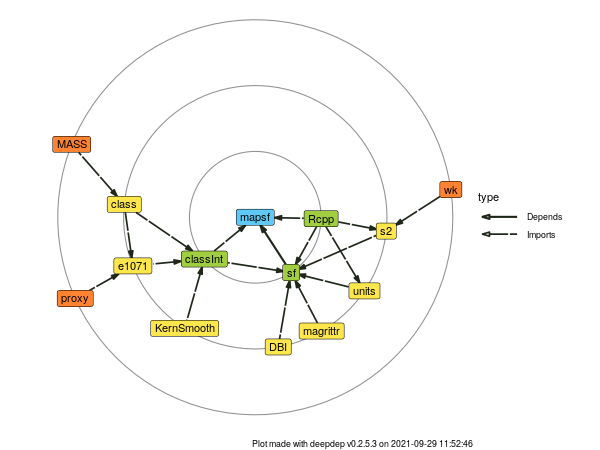 MASS
wk
type
class
mapsf
Rcpp
Depends
s2
Imports
classInt
e1071
sf
units
proxy
KernSmooth
magrittr
DBI
Plot made with deepdep v0.2.5.3 on 2021-09-29 11:52:46